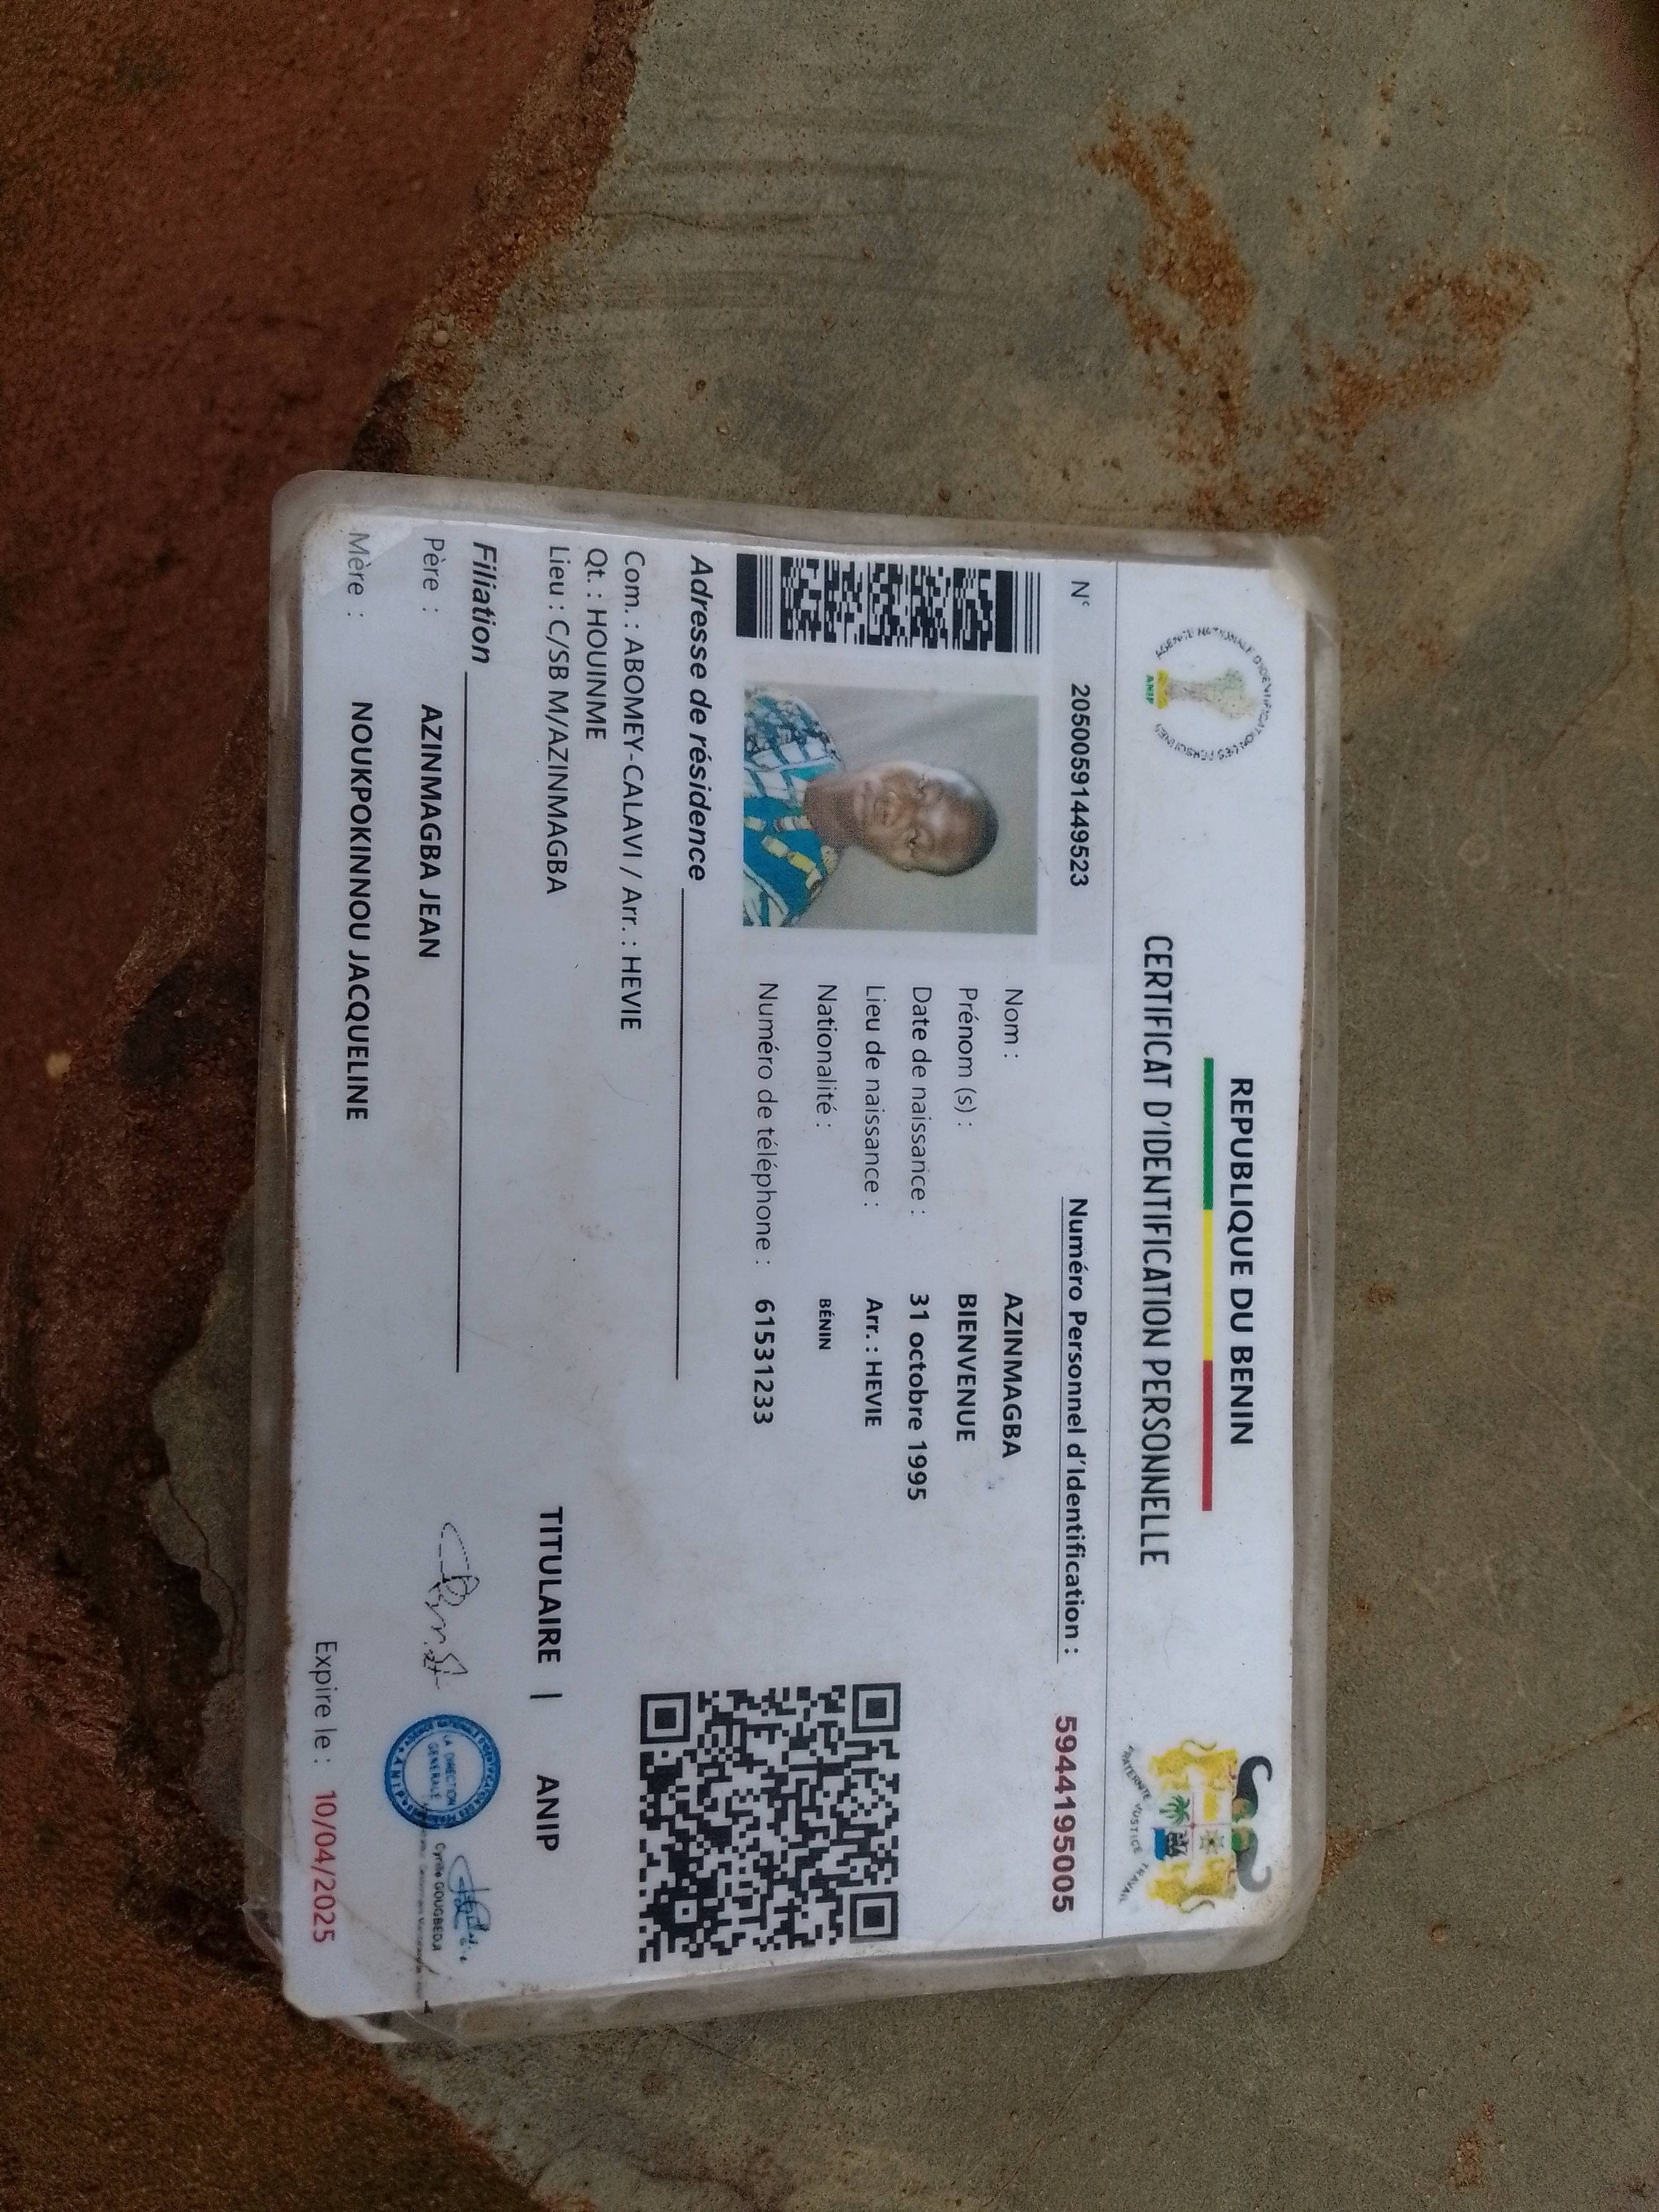 AGENCE NATIONALE D'IDENTIFICATION DES PERSONNES
ANIP
REPUBLIQUE DU BENIN
CERTIFICAT D'IDENTIFICATION PERSONNELLE
FRATERNITE JUSTICE TRAVAIL
N° 2050059144952​3
Numéro Personnel d'Identification : 5944195005
Nom : AZINMAGBA
Prénom (s) : BIENVENUE
Date de naissance : 31 octobre 1995
Lieu de naissance : Arr. : HEVIE
Nationalité : BÉNIN
Numéro de téléphone : 61531233
Adresse de résidence
Com. : ABOMEY-CALAVI / Arr. : HEVIE
Qt. : HOUINME
Lieu : C/SB M/AZINMAGBA
TITULAIRE | ANIP
Filiation
Père : AZINMAGBA JEAN
Mère : NOUKPOKINNOU JACQUELINE
LA DIRECTION GENERALE
ANIP
Cyrille GOUGBEDJI
Expire le : 10/04/2025